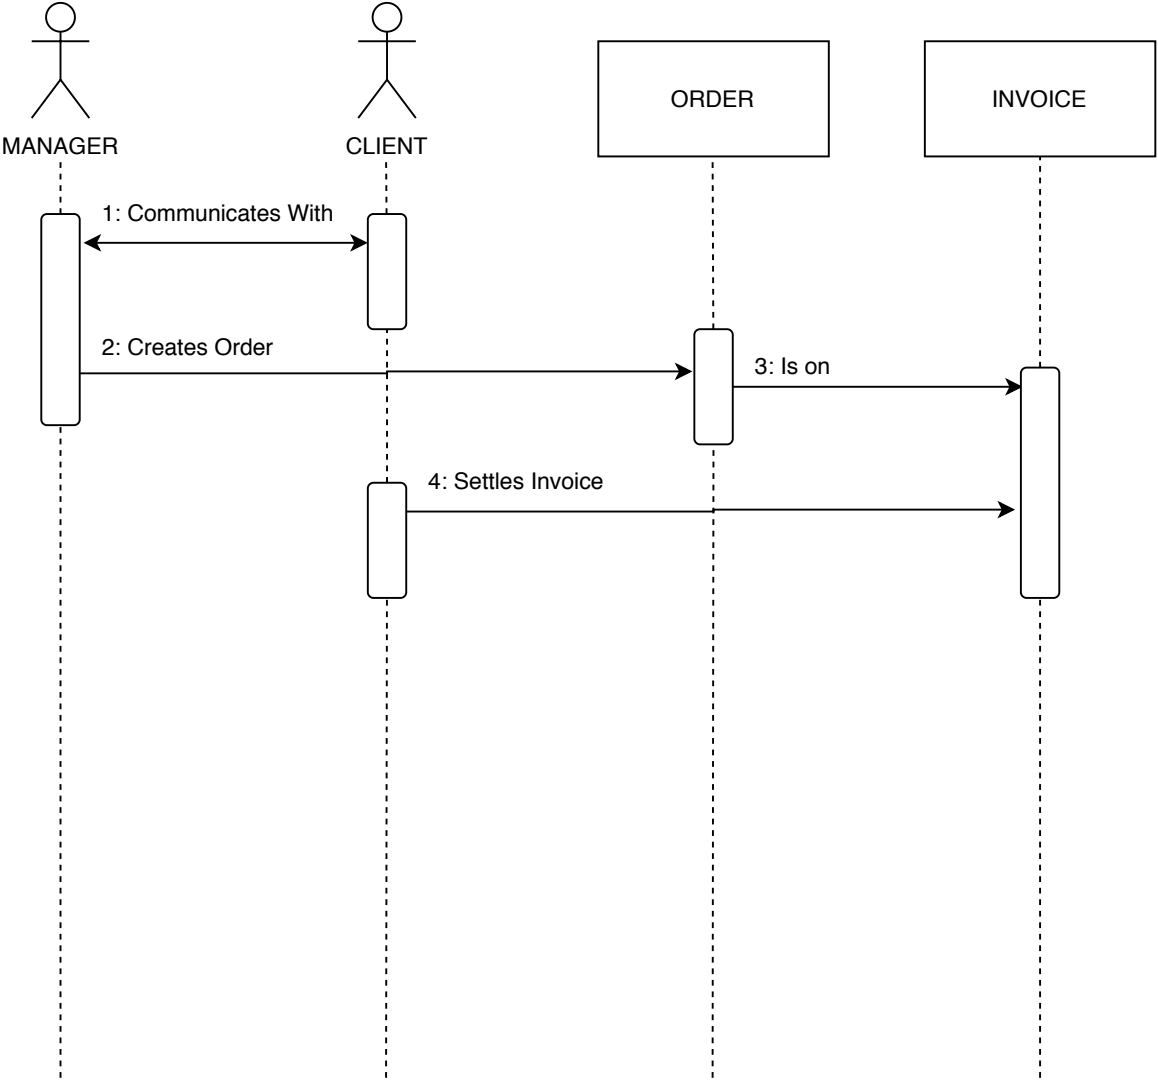 MANAGER
CLIENT
ORDER
INVOICE
1: Communicates With
2: Creates Order
3: Is on
4: Settles Invoice